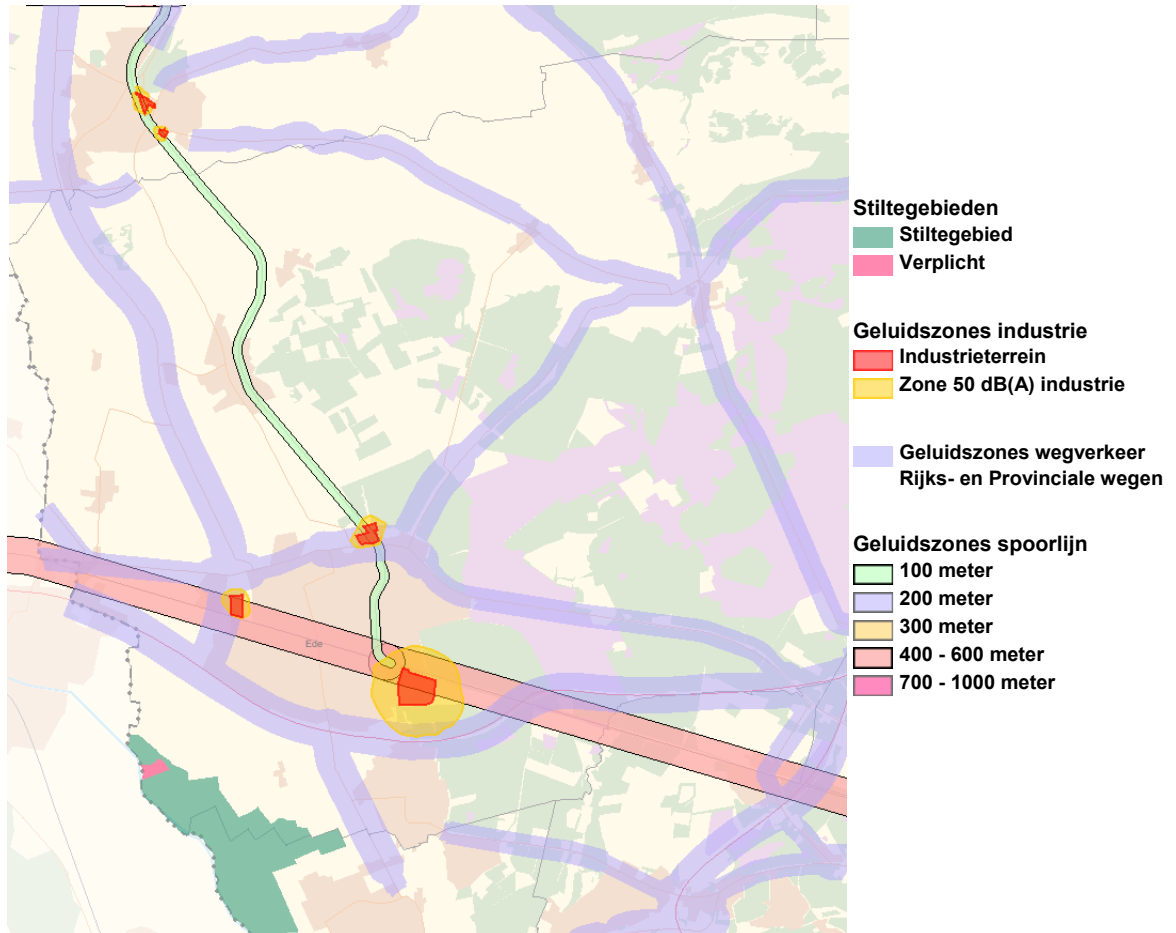 Stiltegebieden
Stiltegebied
Verplicht
Geluidszones industrie
Industrieterrein
Zone 50 dB(A) industrie
Geluidszones wegverkeer
Rijks- en Provinciale wegen
Geluidszones spoorlijn
100 meter
200 meter
300 meter
400 - 600 meter
700 - 1000 meter
Ede